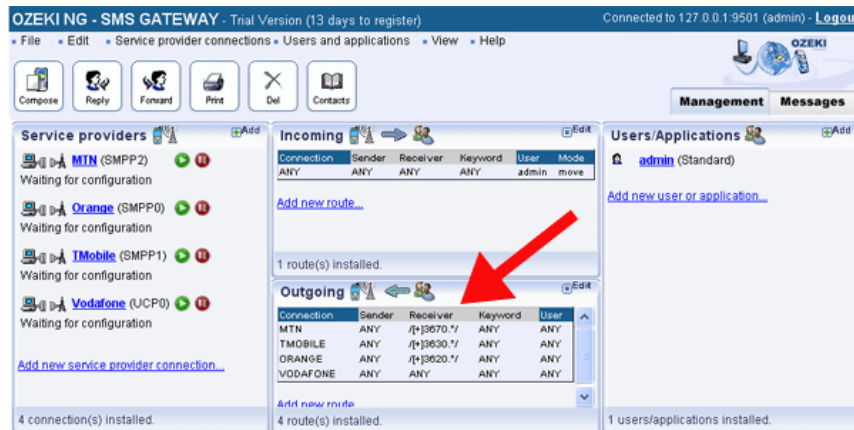 OZEKI NG - SMS GATEWAY - Trial Version (13 days to register)
Connected to 127.0.0.1:9501 (admin) - Logou
File Edit Service provider connections Users and applications View Help
OZEKI
Compose Reply Forward Print Del Contacts
Management Messages
Service providers Add
MTN (SMPP2)
Waiting for configuration
Orange (SMPP0)
Waiting for configuration
TMobile (SMPP1)
Waiting for configuration
Vodafone (UCP0)
Waiting for configuration
Add new service provider connection...
4 connection(s) installed.
Incoming Edit
Connection Sender Receiver Keyword User Mode
ANY ANY ANY ANY admin move
Add new route...
1 route(s) installed.
Outgoing Edit
Connection Sender Receiver Keyword User
MTN ANY /[+]3670.*/ ANY ANY
TMOBILE ANY /[+]3630.*/ ANY ANY
ORANGE ANY /[+]3620.*/ ANY ANY
VODAFONE ANY ANY ANY ANY
Add new route
4 route(s) installed.
Users/Applications Add
admin (Standard)
Add new user or application...
1 users/applications installed.